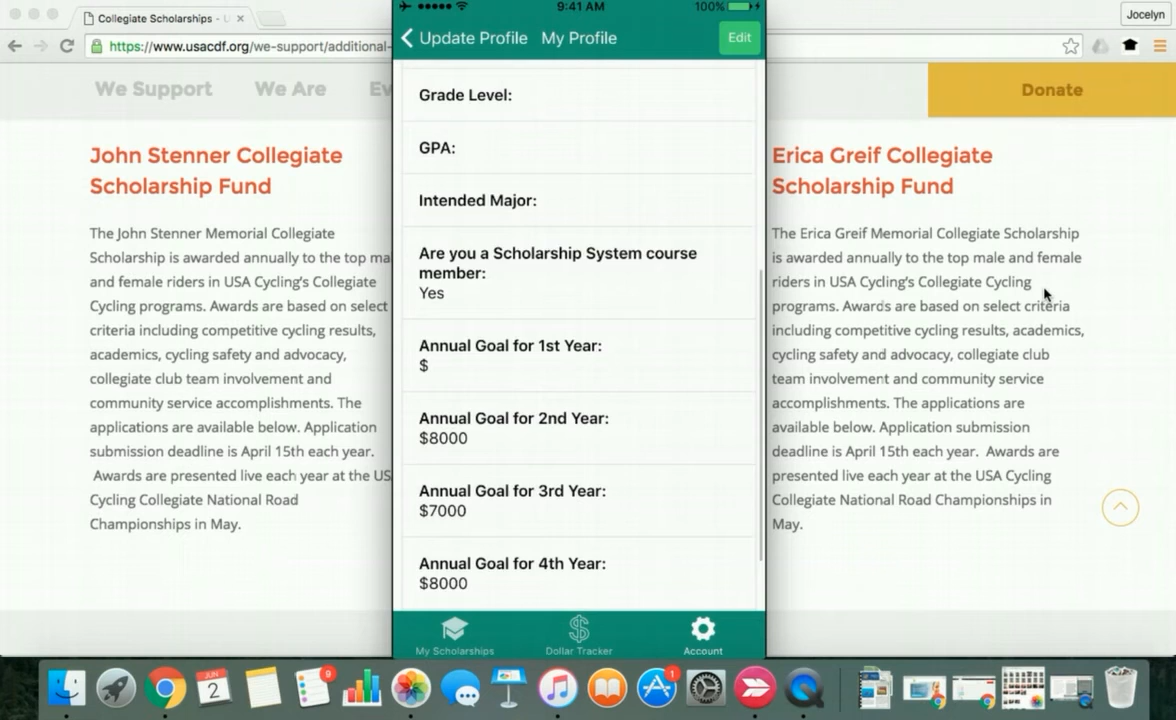 Collegiate Scholarships -
Jocelyn
https://www.usacdf.org/we-support/additional-
9:41 AM
100%
Update Profile
My Profile
Edit
We Support
We Are
Ev
Donate
John Stenner Collegiate
Scholarship Fund
The John Stenner Memorial Collegiate
Scholarship is awarded annually to the top ma
and female riders in USA Cycling's Collegiate
Cycling programs. Awards are based on select
criteria including competitive cycling results,
academics, cycling safety and advocacy,
collegiate club team involvement and
community service accomplishments. The
applications are available below. Application
submission deadline is April 15th each year.
Awards are presented live each year at the US
Cycling Collegiate National Road
Championships in May.
Grade Level:
GPA:
Intended Major:
Are you a Scholarship System course
member:
Yes
Annual Goal for 1st Year:
$
Annual Goal for 2nd Year:
$8000
Annual Goal for 3rd Year:
$7000
Annual Goal for 4th Year:
$8000
My Scholarships
Dollar Tracker
Account
Erica Greif Collegiate
Scholarship Fund
The Erica Greif Memorial Collegiate Scholarship
is awarded annually to the top male and female
riders in USA Cycling's Collegiate Cycling
programs. Awards are based on select criteria
including competitive cycling results, academics,
cycling safety and advocacy, collegiate club
team involvement and community service
accomplishments. The applications are
available below. Application submission
deadline is April 15th each year. Awards are
presented live each year at the USA Cycling
Collegiate National Road Championships in
May.
JUN
2
9
1